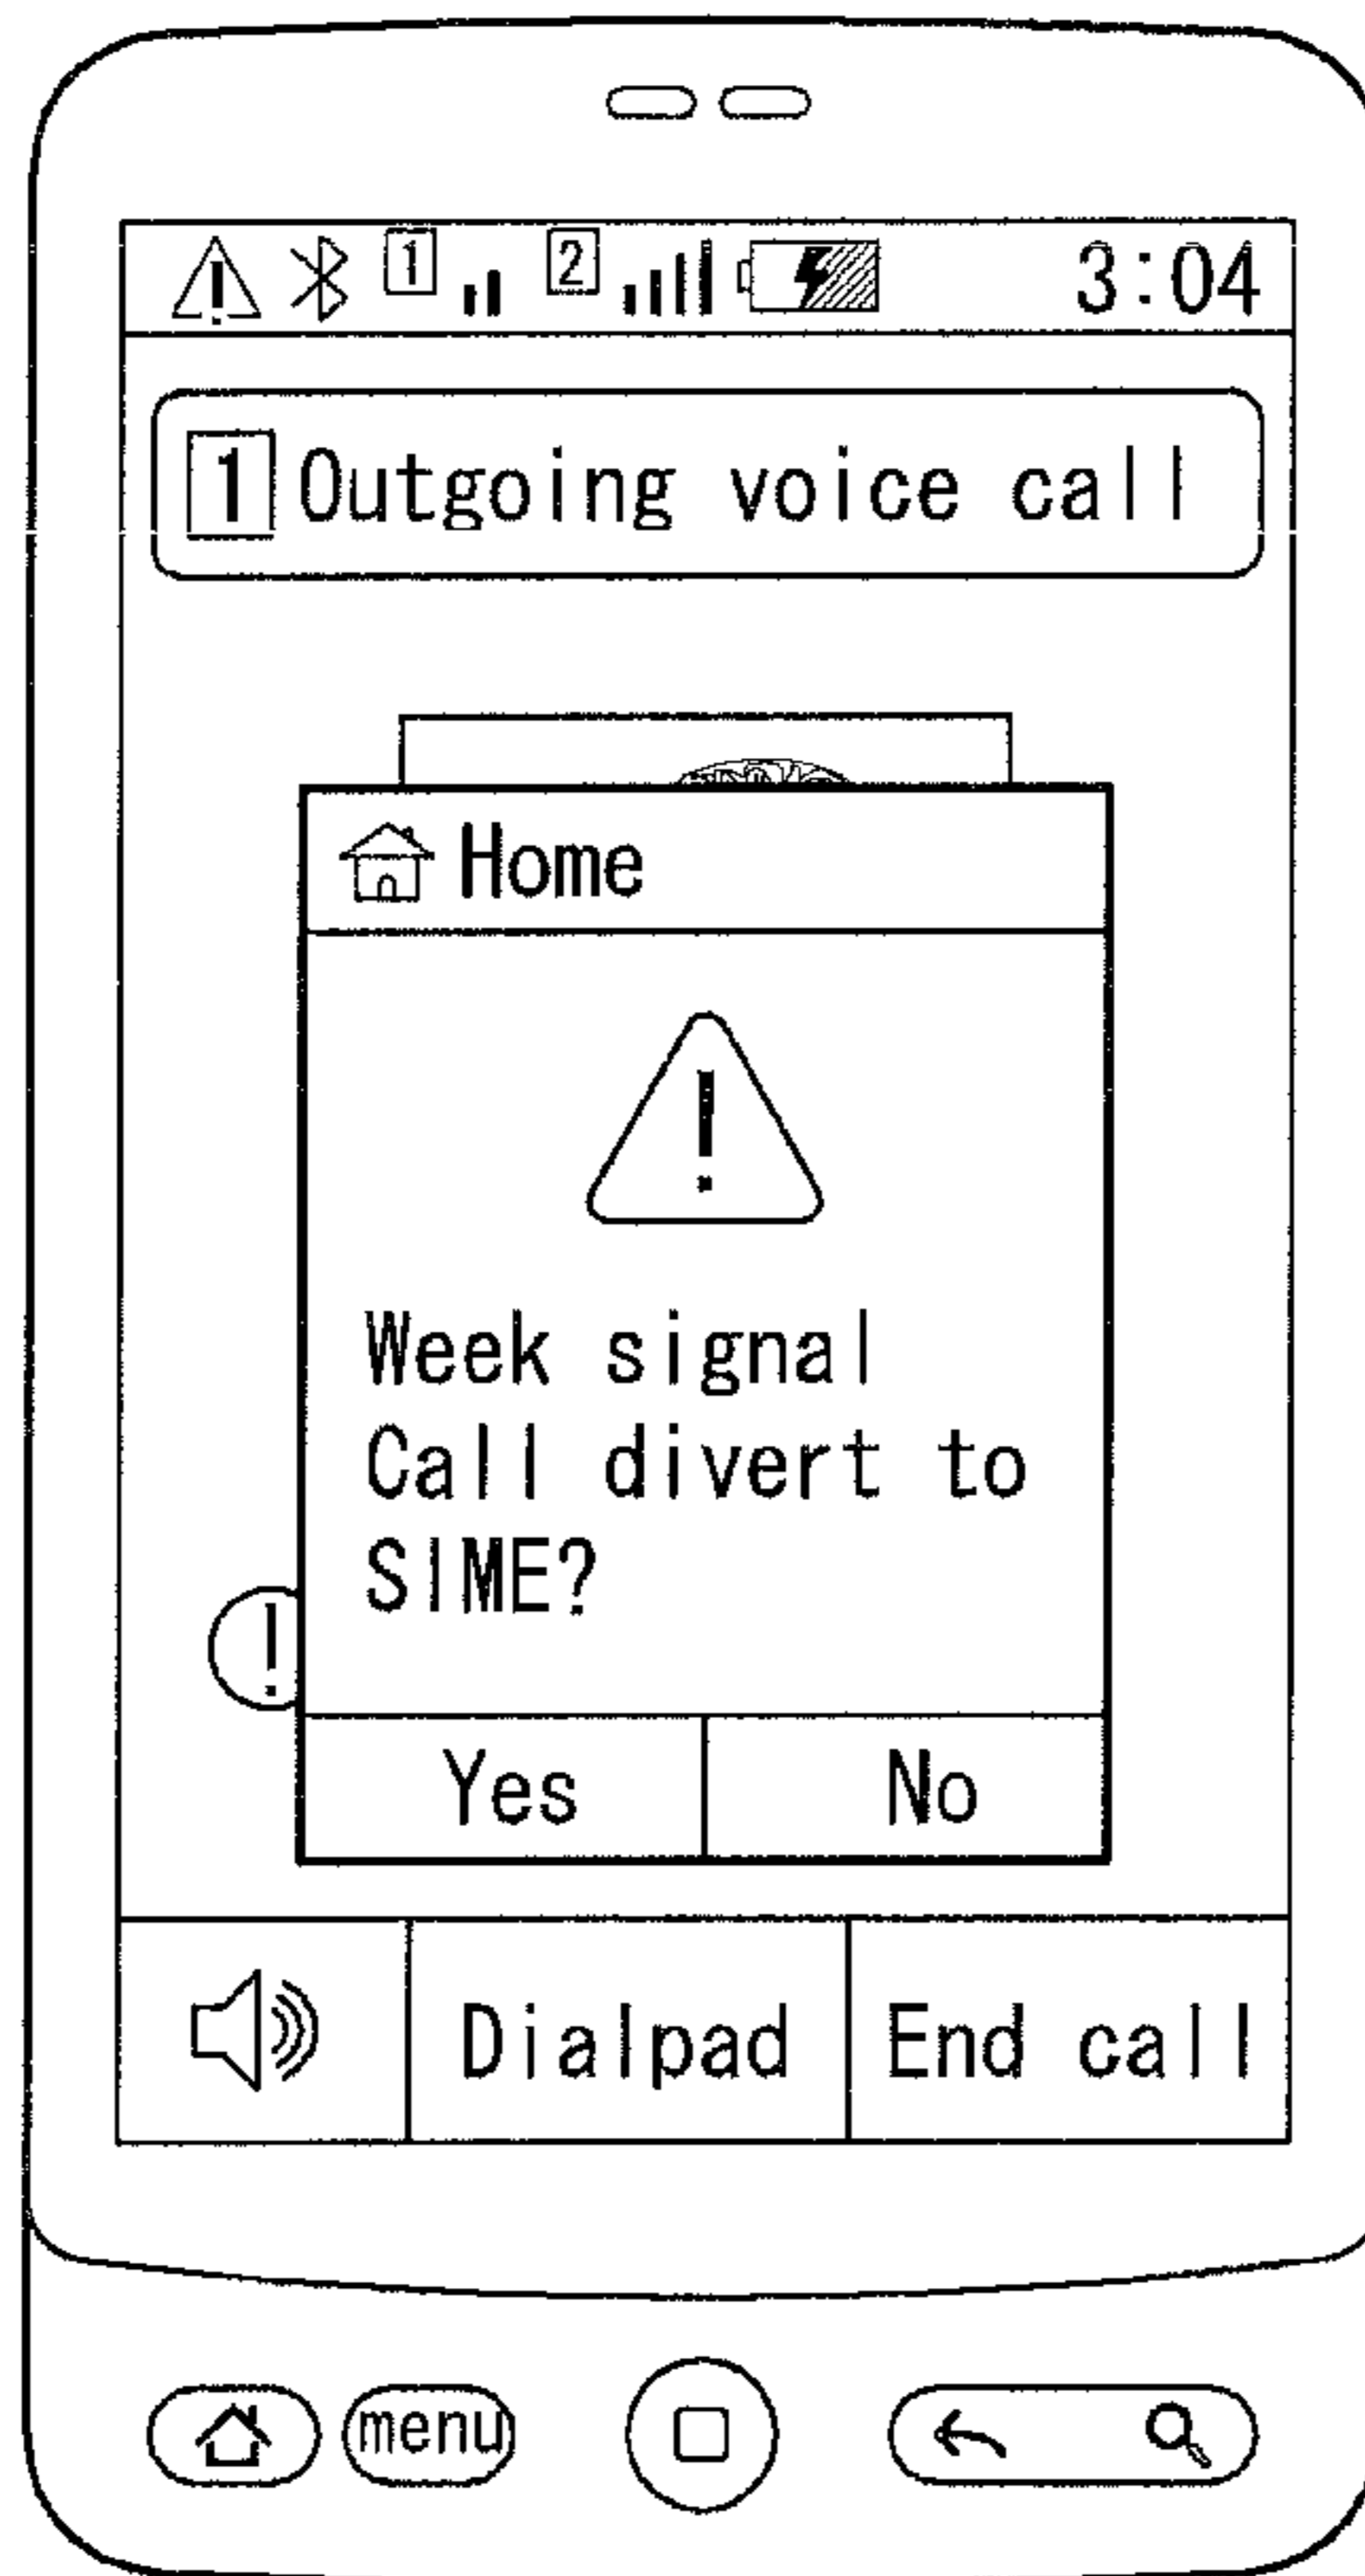 1 2 3:04
1 Outgoing voice call
Home
!
Week signal
Call divert to
SIME?
!
Yes No
Dialpad End call
menu